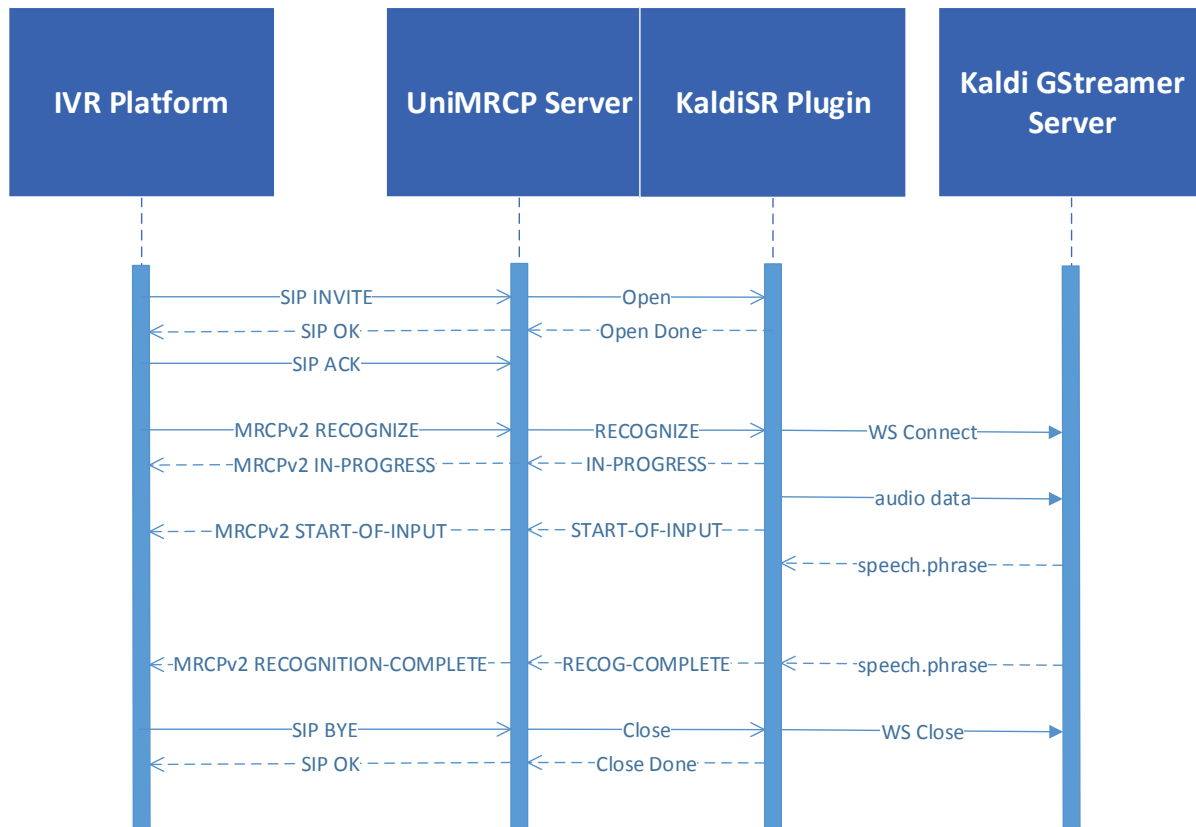 IVR Platform
UniMRCP Server
KaldiSR Plugin
Kaldi GStreamer
Server
SIP INVITE
Open
SIP OK
Open Done
SIP ACK
MRCPv2 RECOGNIZE
RECOGNIZE
WS Connect
MRCPv2 IN-PROGRESS
IN-PROGRESS
audio data
MRCPv2 START-OF-INPUT
START-OF-INPUT
speech.phrase
MRCPv2 RECOGNITION-COMPLETE
RECOG-COMPLETE
speech.phrase
SIP BYE
Close
WS Close
SIP OK
Close Done